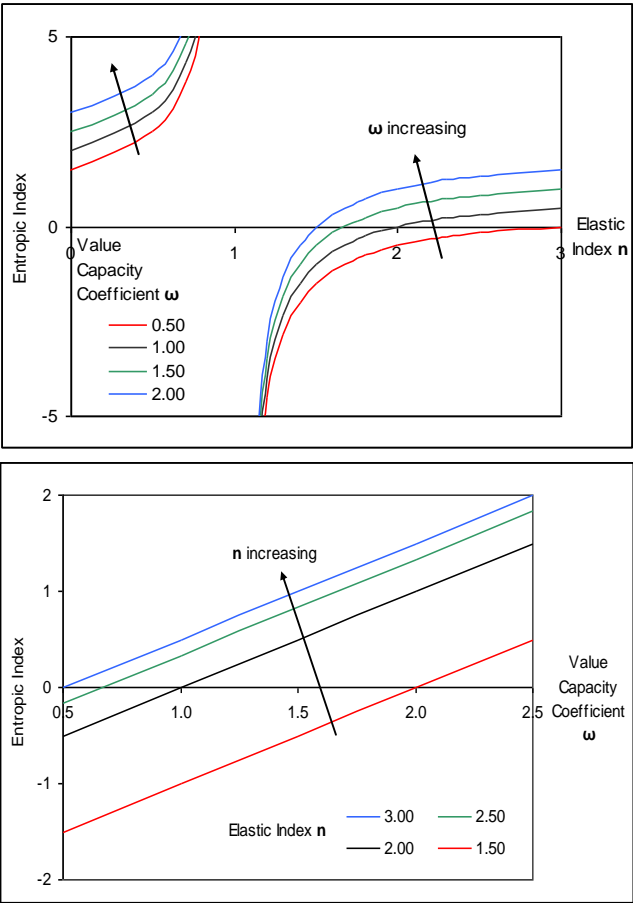 5
ω increasing
Entropic Index
0
Elastic
Index n
0
1
2
3
Value
Capacity
Coefficient ω
0.50
1.00
1.50
2.00
-5
2
n increasing
1
Entropic Index
0
Value
Capacity
Coefficient
ω
0.5
1.0
1.5
2.0
2.5
-1
Elastic Index n
3.00
2.50
2.00
1.50
-2